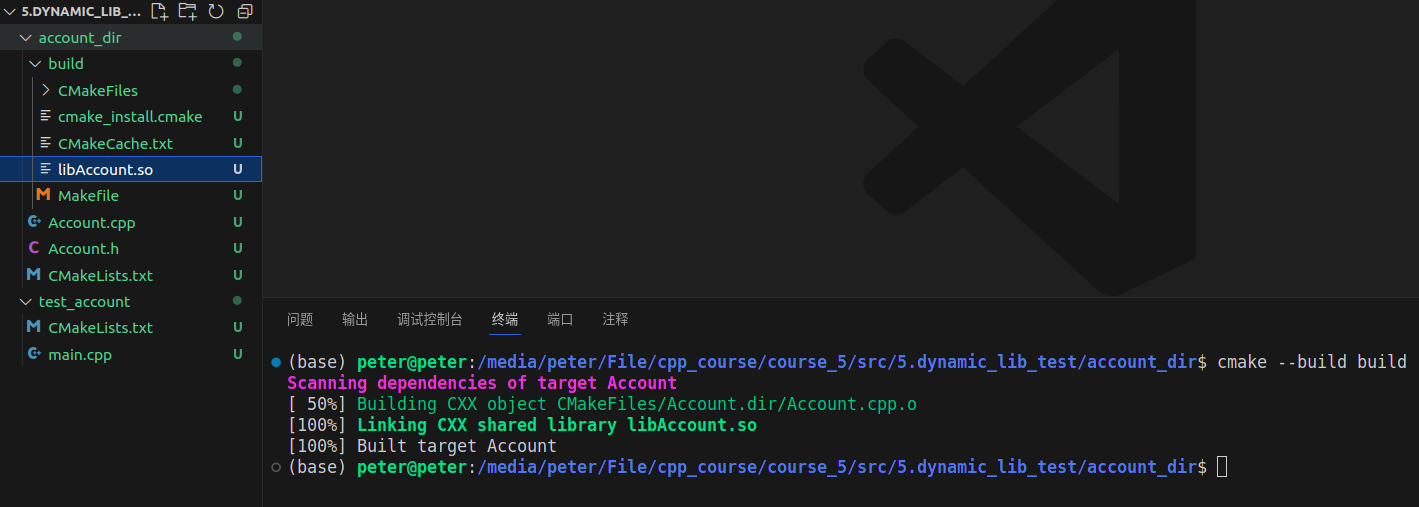 5.DYNAMIC_LIB_...
account_dir
build
CMakeFiles
cmake_install.cmake U
CMakeCache.txt U
libAccount.so U
Makefile U
Account.cpp U
Account.h U
CMakeLists.txt U
test_account
CMakeLists.txt U
main.cpp U
问题 输出 调试控制台 终端 端口 注释
(base) peter@peter:/media/peter/File/cpp_course/course_5/src/5.dynamic_lib_test/account_dir$ cmake --build build
Scanning dependencies of target Account
[ 50%] Building CXX object CMakeFiles/Account.dir/Account.cpp.o
[100%] Linking CXX shared library libAccount.so
[100%] Built target Account
(base) peter@peter:/media/peter/File/cpp_course/course_5/src/5.dynamic_lib_test/account_dir$